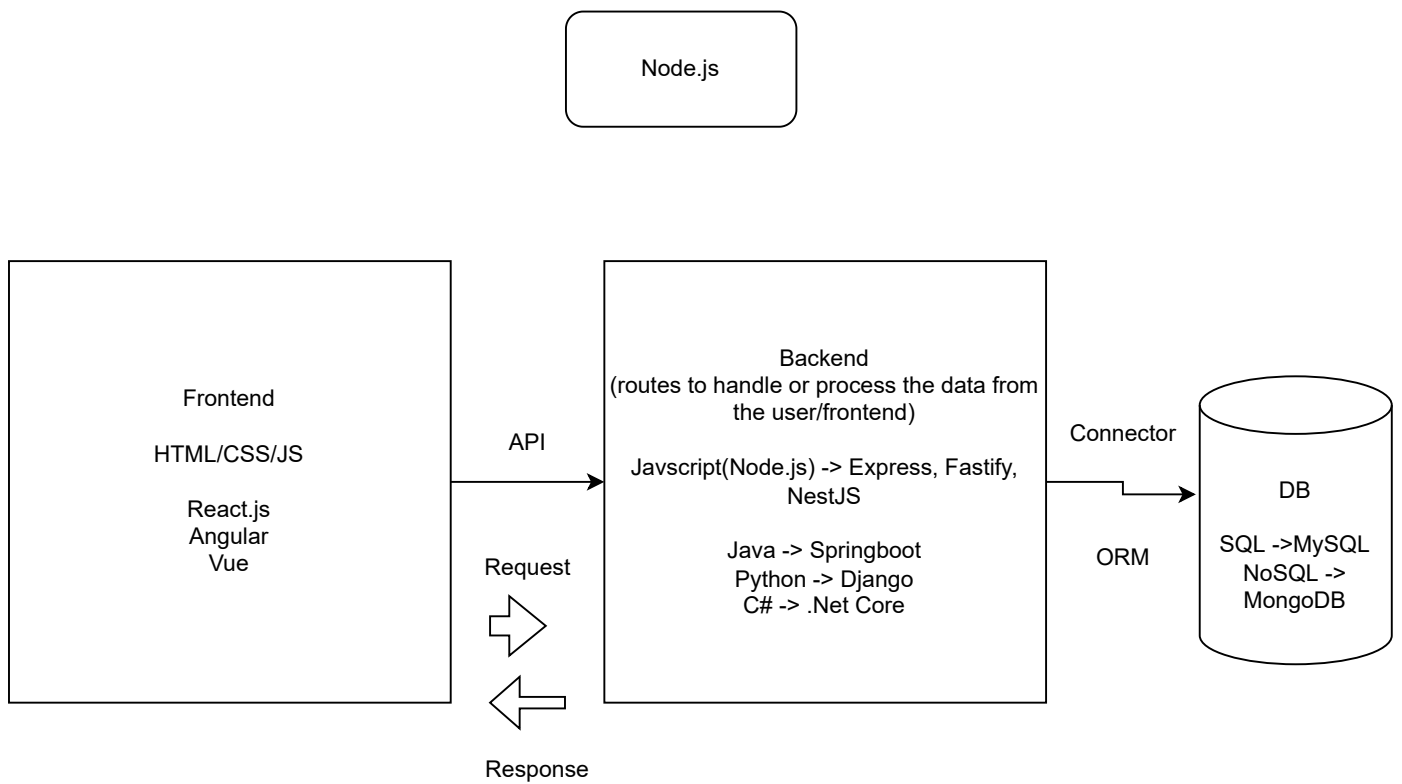 Node.js
Frontend
HTML/CSS/JS
React.js
Angular
Vue
API
Request
Response
Backend
(routes to handle or process the data from
the user/frontend)
Javscript(Node.js) -> Express, Fastify,
NestJS
Java -> Springboot
Python -> Django
C# -> .Net Core
Connector
ORM
DB
SQL ->MySQL
NoSQL ->
MongoDB